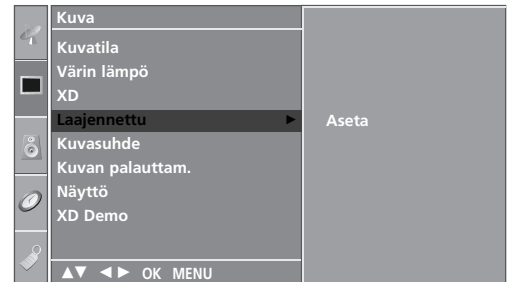 Kuva
Kuvatila
Värin lämpö
XD
Laajennettu ► Aseta
Kuvasuhde
Kuvan palauttam.
Näyttö
XD Demo
▲▼ ◄► OK MENU